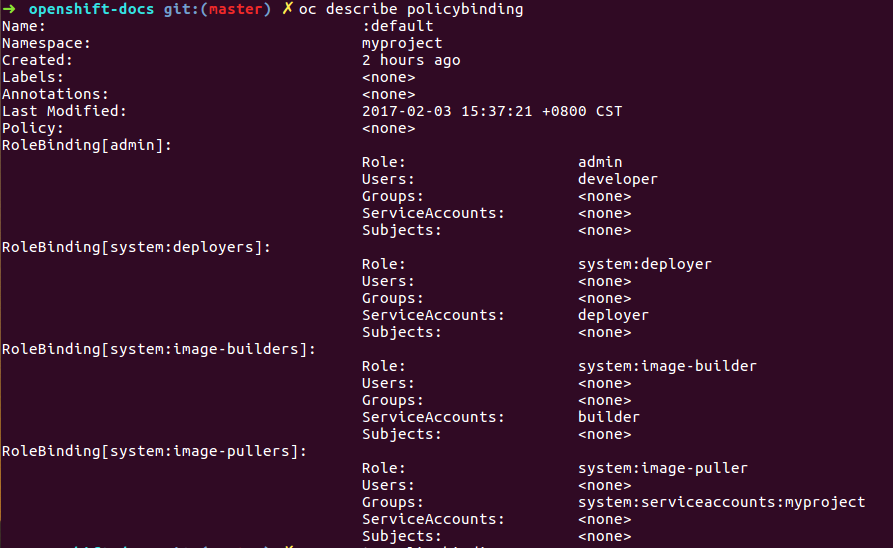 ➜ openshift-docs git:(master) ✗ oc describe policybinding
Name: :default
Namespace: myproject
Created: 2 hours ago
Labels: <none>
Annotations: <none>
Last Modified: 2017-02-03 15:37:21 +0800 CST
Policy: <none>
RoleBinding[admin]:
Role: admin
Users: developer
Groups: <none>
ServiceAccounts: <none>
Subjects: <none>
RoleBinding[system:deployers]:
Role: system:deployer
Users: <none>
Groups: <none>
ServiceAccounts: deployer
Subjects: <none>
RoleBinding[system:image-builders]:
Role: system:image-builder
Users: <none>
Groups: <none>
ServiceAccounts: builder
Subjects: <none>
RoleBinding[system:image-pullers]:
Role: system:image-puller
Users: <none>
Groups: system:serviceaccounts:myproject
ServiceAccounts: <none>
Subjects: <none>